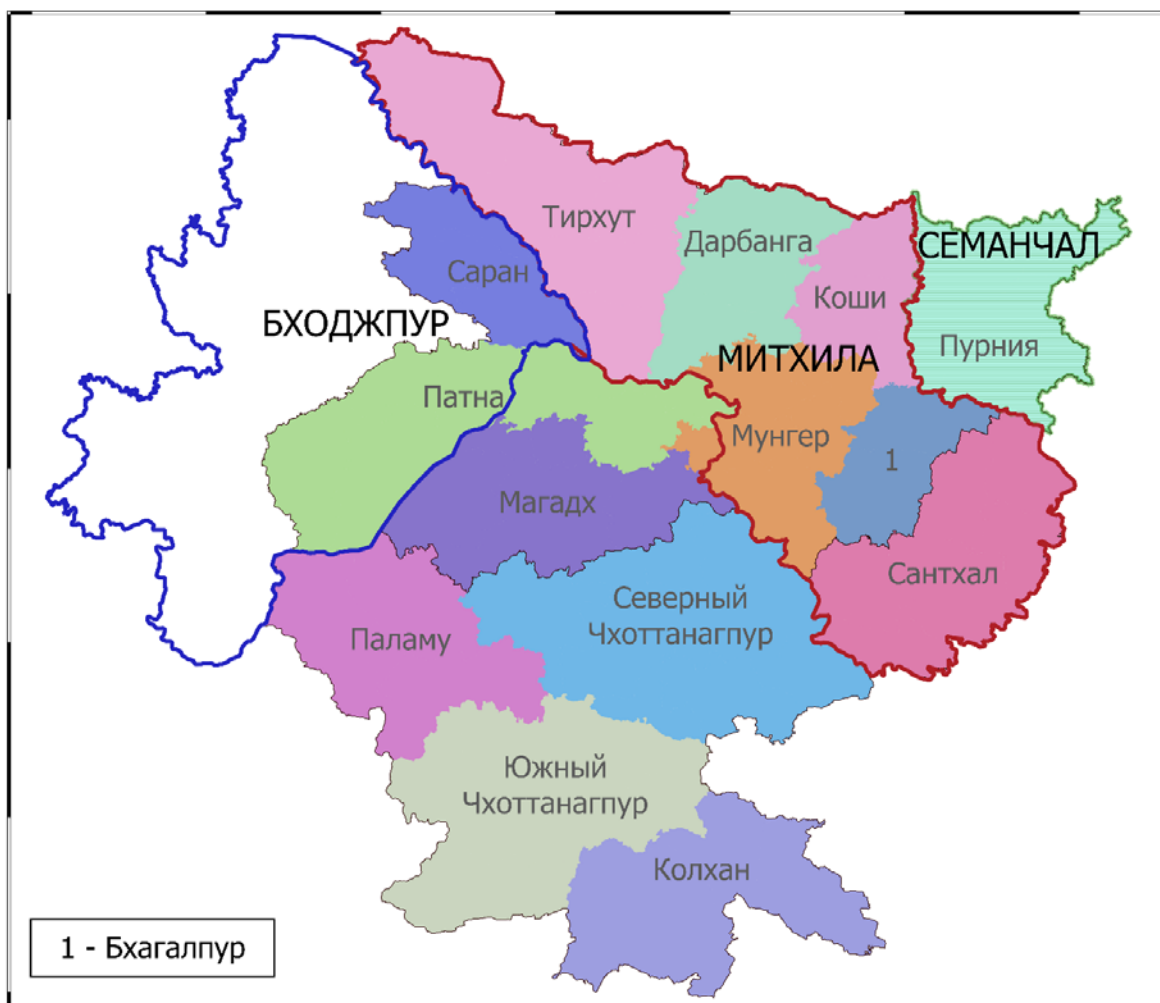 Тирхут
Дарбанга
СЕМАНЧАЛ
Саран
Коши
БХОДЖПУР
Пурния
МИТХИЛА
Патна
Мунгер
1
Магадх
Сантхал
Северный
Чхоттанагпур
Паламу
Южный
Чхоттанагпур
Колхан
1 - Бхагалпур